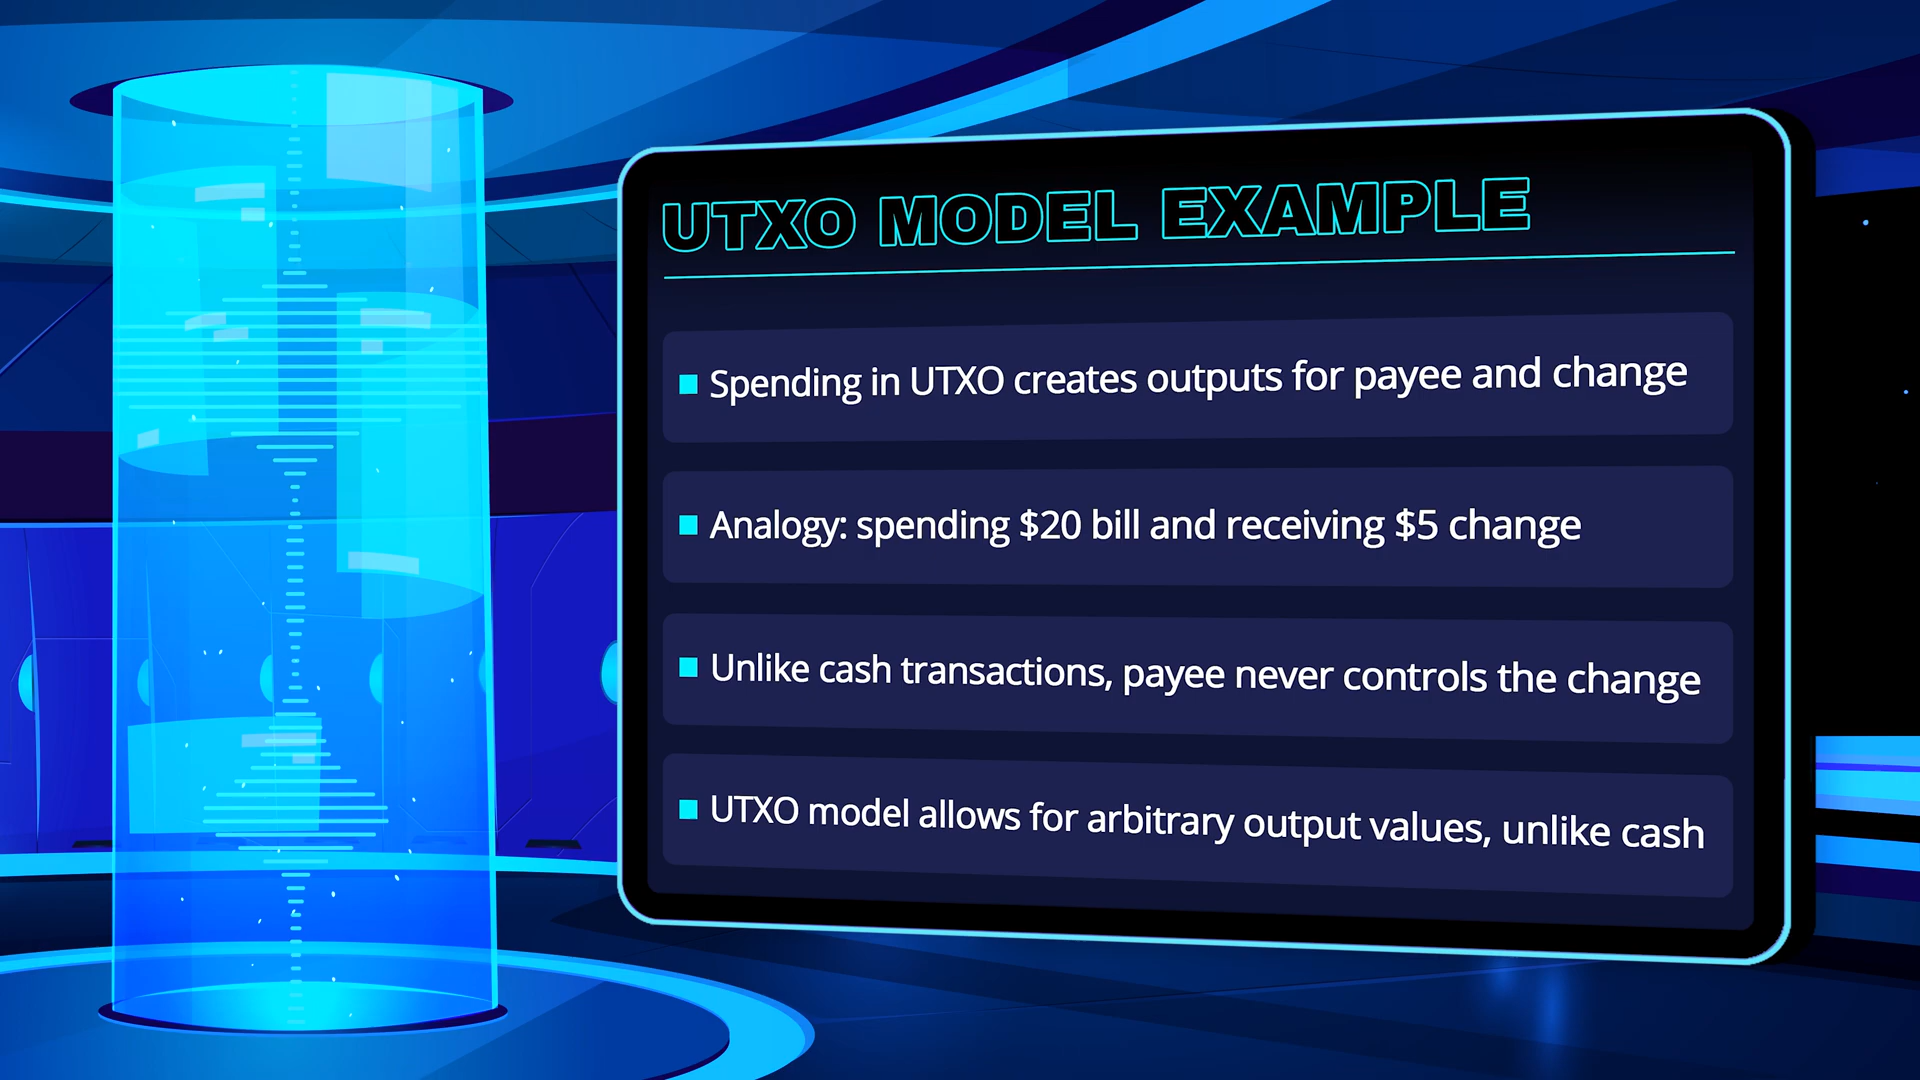 UTXO MODEL EXAMPLE
Spending in UTXO creates outputs for payee and change
Analogy: spending $20 bill and receiving $5 change
Unlike cash transactions, payee never controls the change
UTXO model allows for arbitrary output values, unlike cash